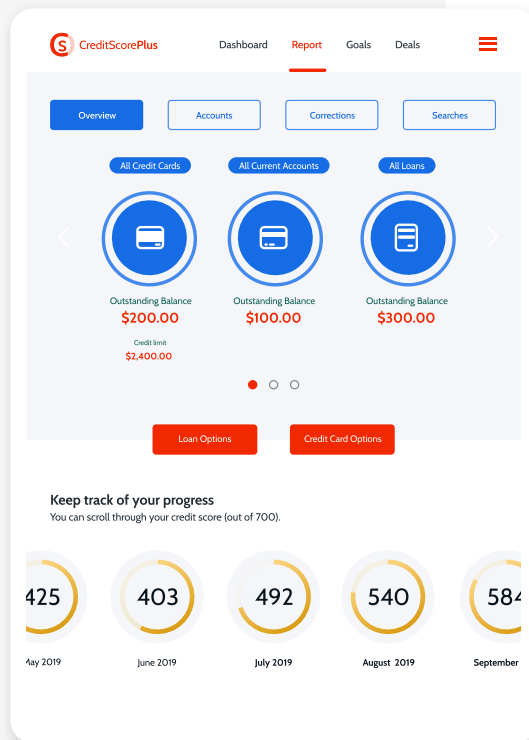 S CreditScorePlus
Dashboard Report Goals Deals
Overview Accounts Corrections Searches
All Credit Cards All Current Accounts All Loans
Outstanding Balance Outstanding Balance Outstanding Balance
$200.00 $100.00 $300.00
Credit limit
$2,400.00
Loan Options Credit Card Options
Keep track of your progress
You can scroll through your credit score (out of 700).
425 403 492 540 584
May 2019 June 2019 July 2019 August 2019 September